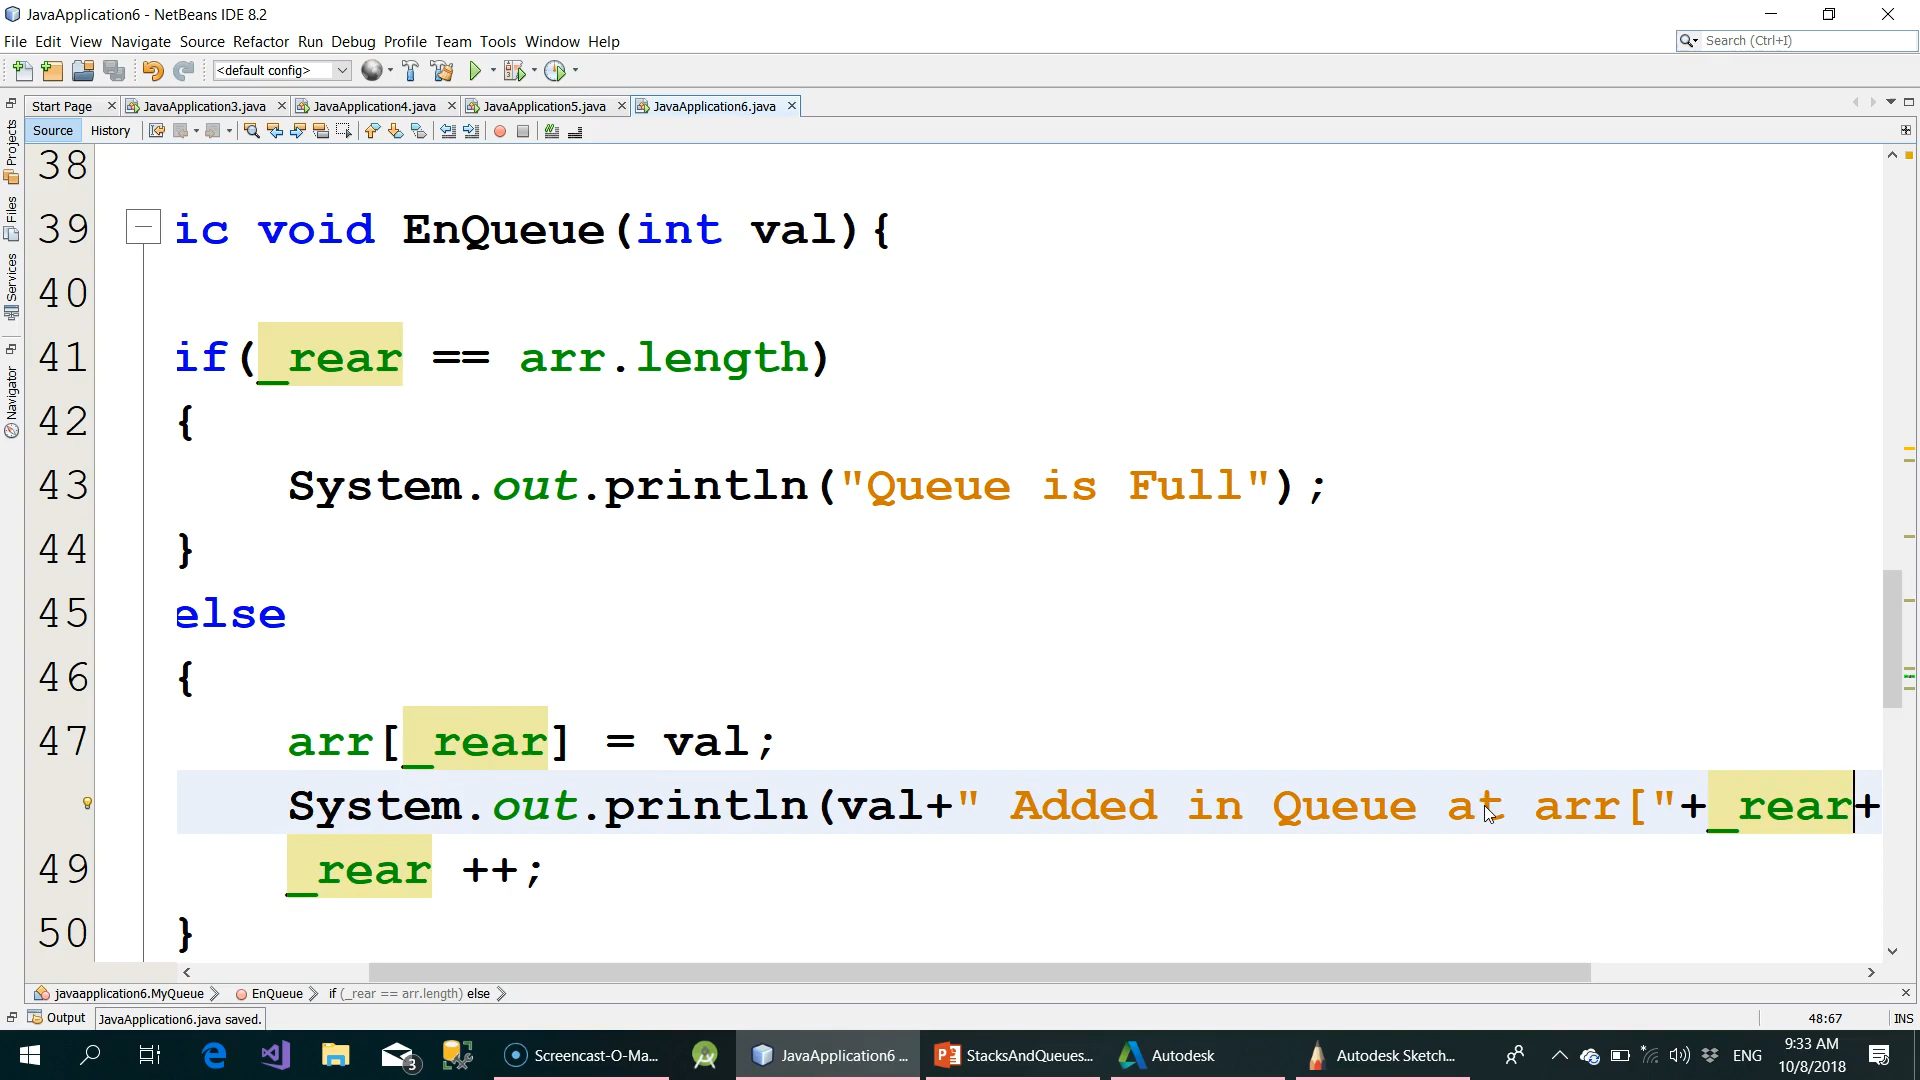 JavaApplication6 - NetBeans IDE 8.2
File Edit View Navigate Source Refactor Run Debug Profile Team Tools Window Help
Search (Ctrl+I)
<default config>
Start Page JavaApplication3.java JavaApplication4.java JavaApplication5.java JavaApplication6.java
Source History
Projects
Files
Services
Navigator
38
39 ic void EnQueue(int val){
40
41 if(_rear == arr.length)
42 {
43 System.out.println("Queue is Full");
44 }
45 else
46 {
47 arr[_rear] = val;
System.out.println(val+" Added in Queue at arr["+_rear+
49 _rear ++;
50 }
javaapplication6.MyQueue EnQueue if (_rear == arr.length) else
Output JavaApplication6.java saved. 48:67 INS
3 Screencast-O-Ma... JavaApplication6 ... StacksAndQueues... Autodesk Autodesk Sketch... ENG 9:33 AM
10/8/2018